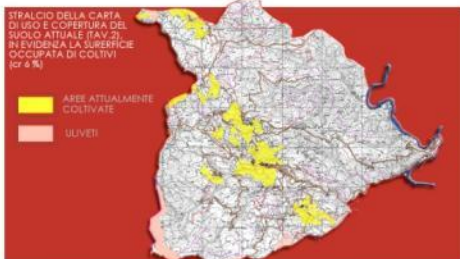 STRALCIO DELLA CARTA
DI USO E COPERTURA DEL
SUOLO ATTUALE (TAV.2),
IN EVIDENZA LA SUPERFICIE
OCCUPATA DI COLTIVI
(cr 6 %)
AREE ATTUALMENTE
COLTIVATE
ULIVETI